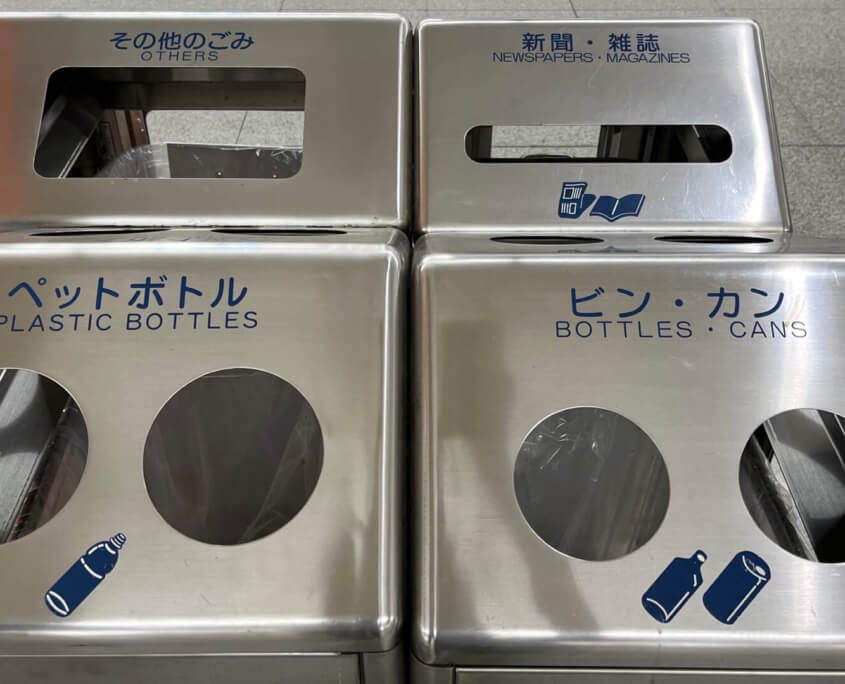 その他のごみ
OTHERS
新聞・雑誌
NEWSPAPERS・MAGAZINES
ペットボトル
PLASTIC BOTTLES
ビン・カン
BOTTLES・CANS